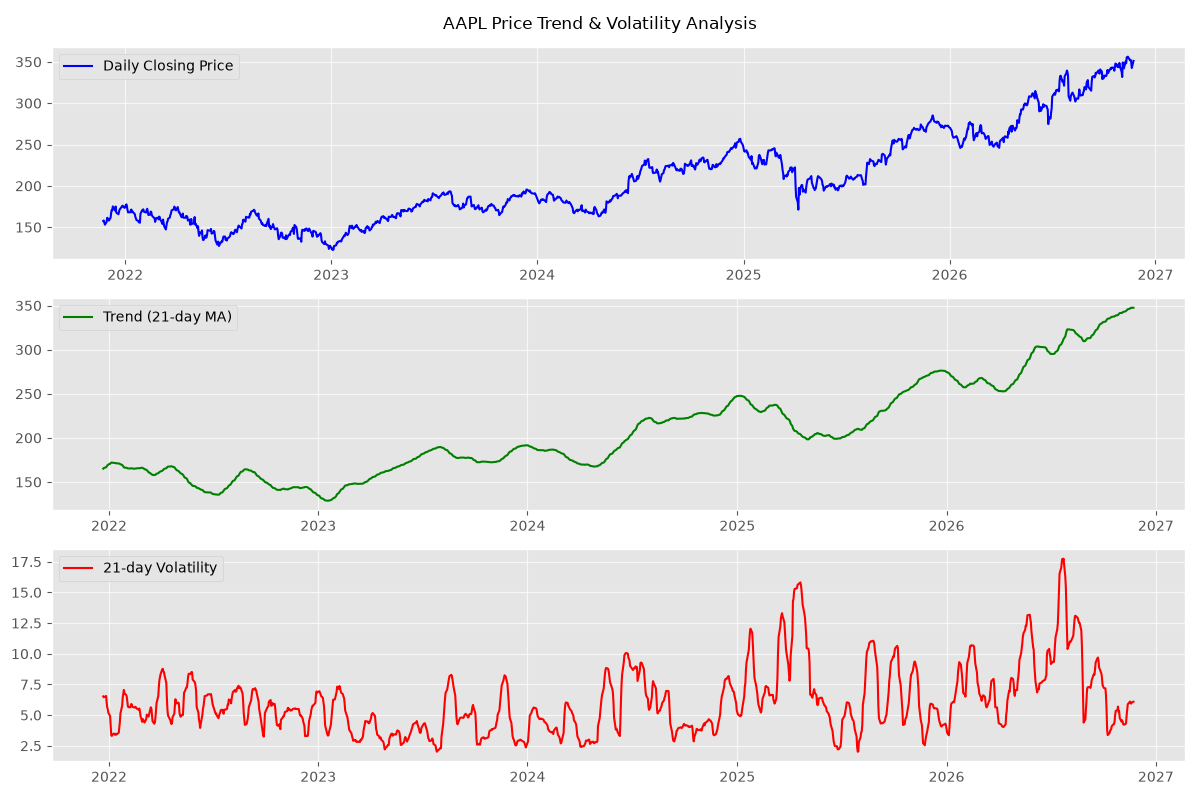 AAPL Price Trend & Volatility Analysis
Daily Closing Price
350
300
250
200
150
2022 2023 2024 2025 2026 2027
Trend (21-day MA)
350
300
250
200
150
2022 2023 2024 2025 2026 2027
21-day Volatility
17.5
15.0
12.5
10.0
7.5
5.0
2.5
2022 2023 2024 2025 2026 2027